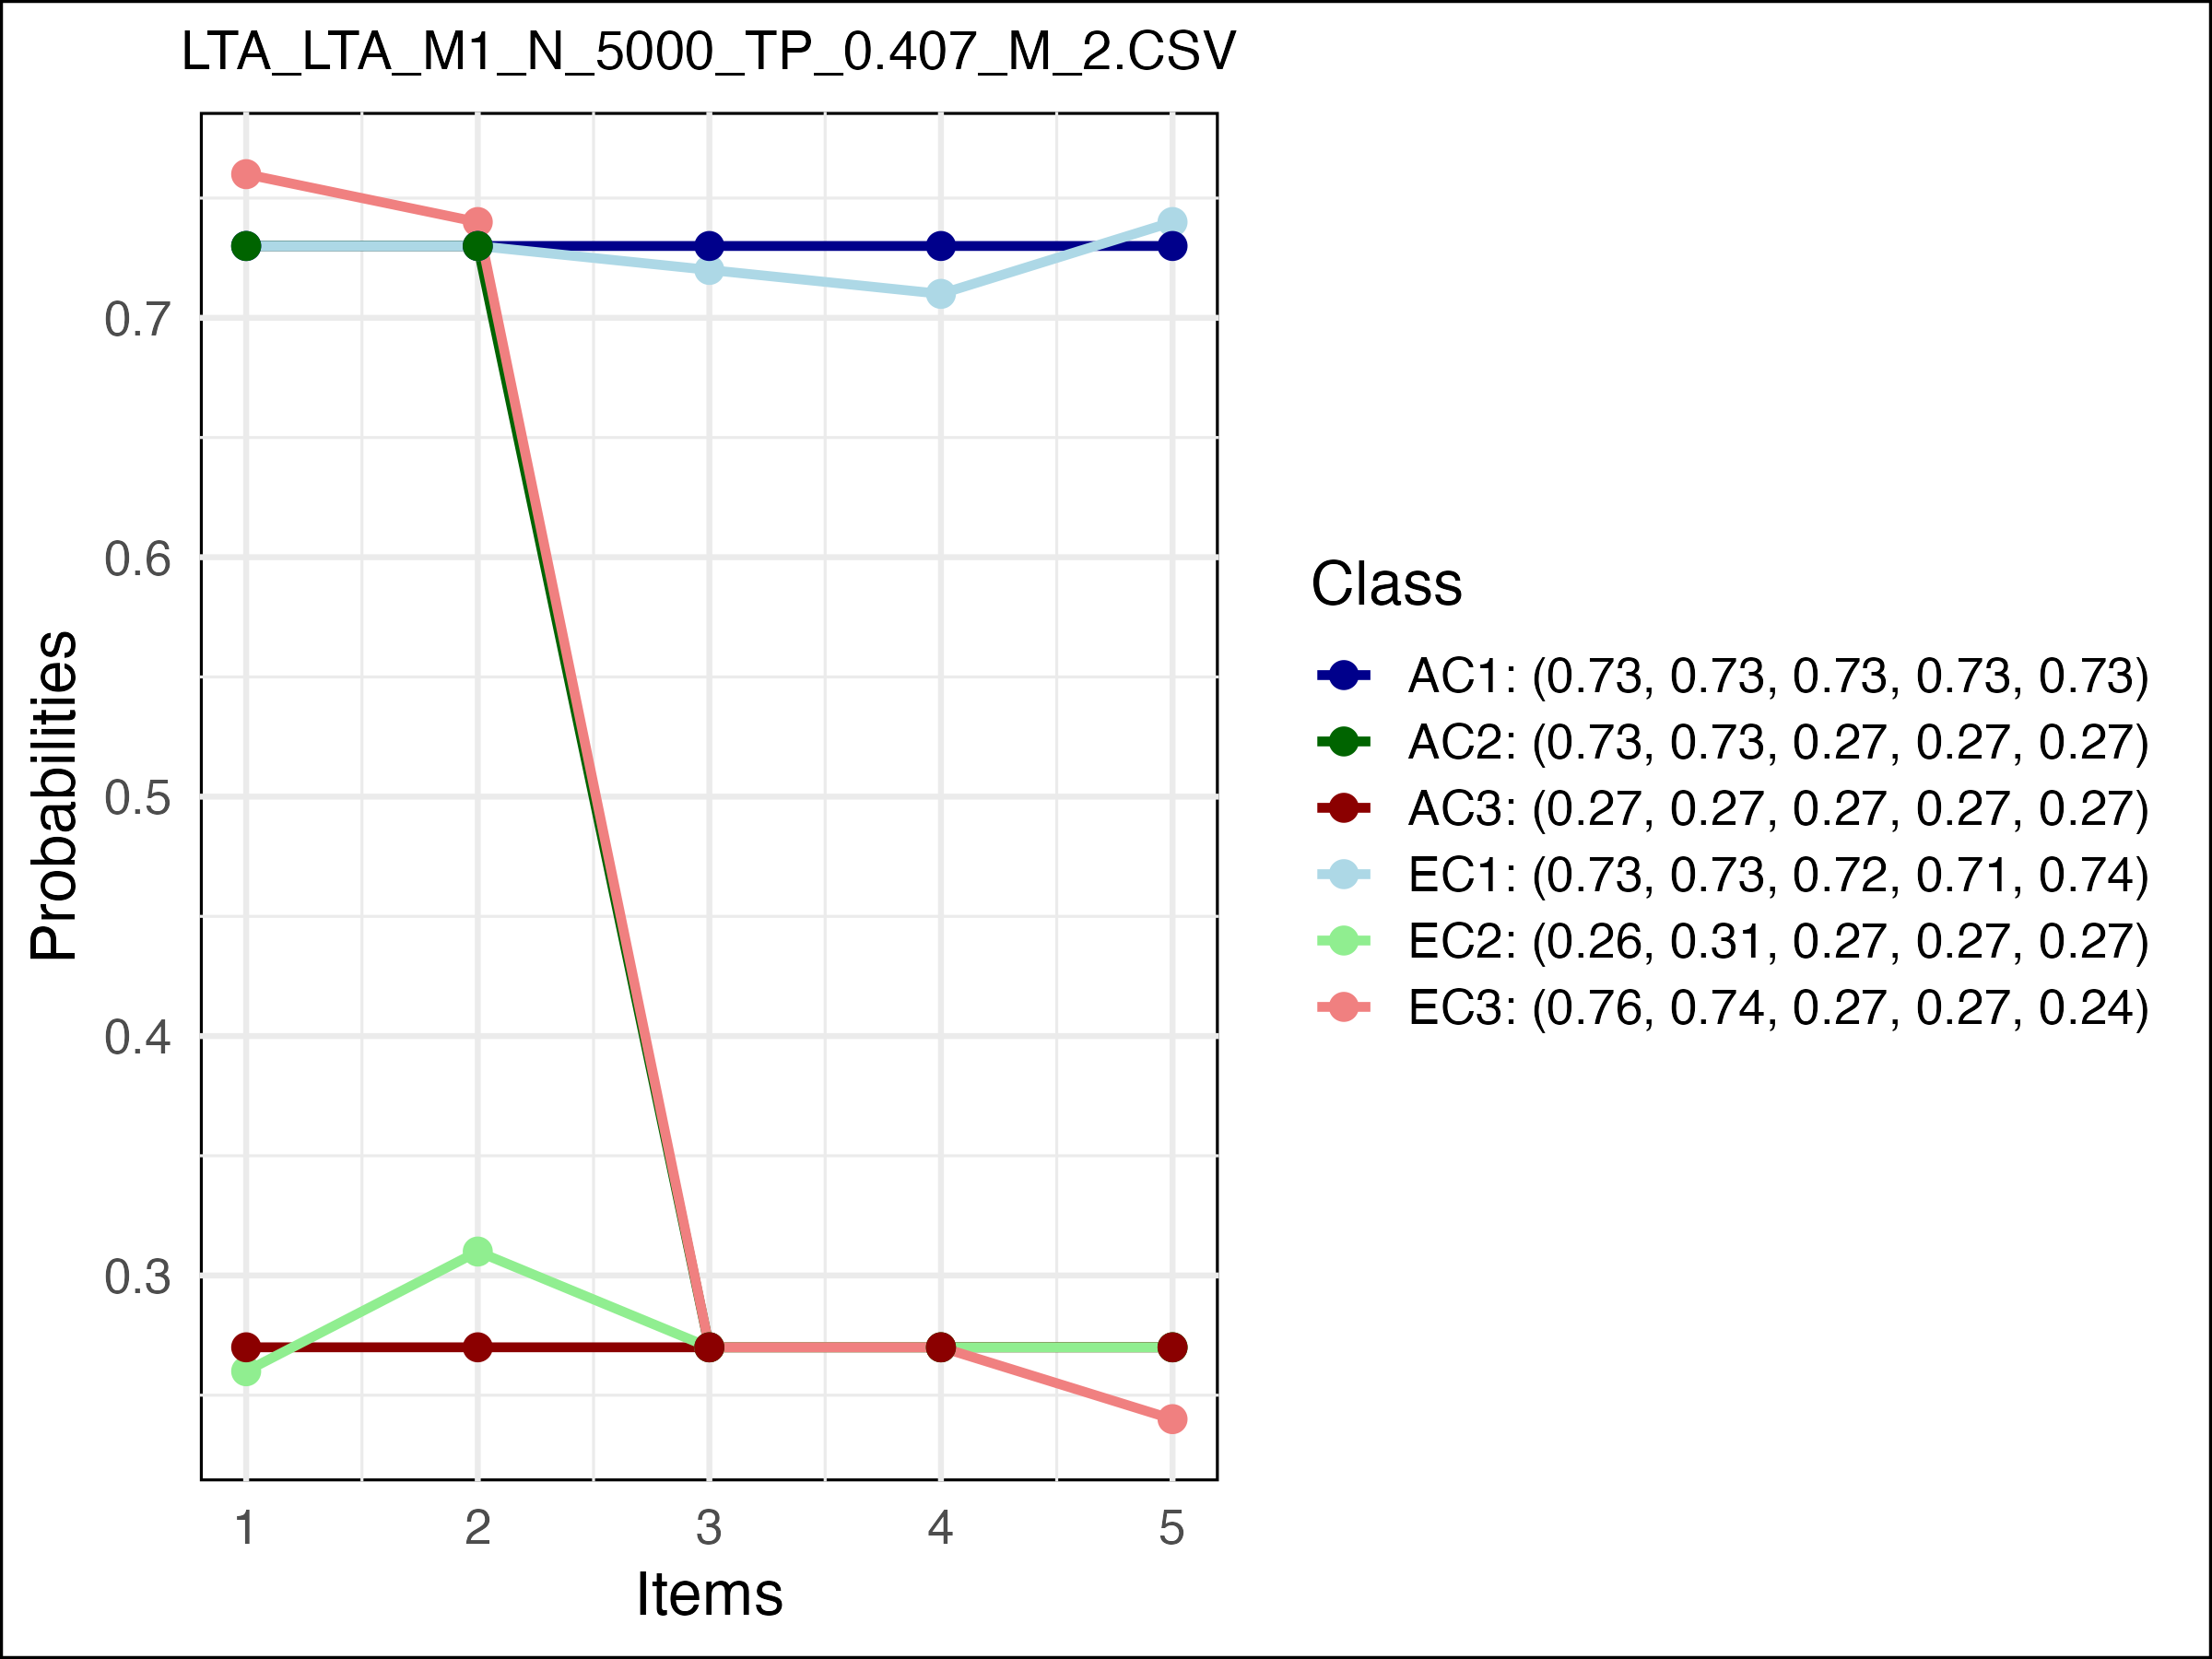 LTA_LTA_M1_N_5000_TP_0.407_M_2.CSV
Probabilities
0.7
0.6
0.5
0.4
0.3
1 2 3 4 5
Items
Class
AC1: (0.73, 0.73, 0.73, 0.73, 0.73)
AC2: (0.73, 0.73, 0.27, 0.27, 0.27)
AC3: (0.27, 0.27, 0.27, 0.27, 0.27)
EC1: (0.73, 0.73, 0.72, 0.71, 0.74)
EC2: (0.26, 0.31, 0.27, 0.27, 0.27)
EC3: (0.76, 0.74, 0.27, 0.27, 0.24)